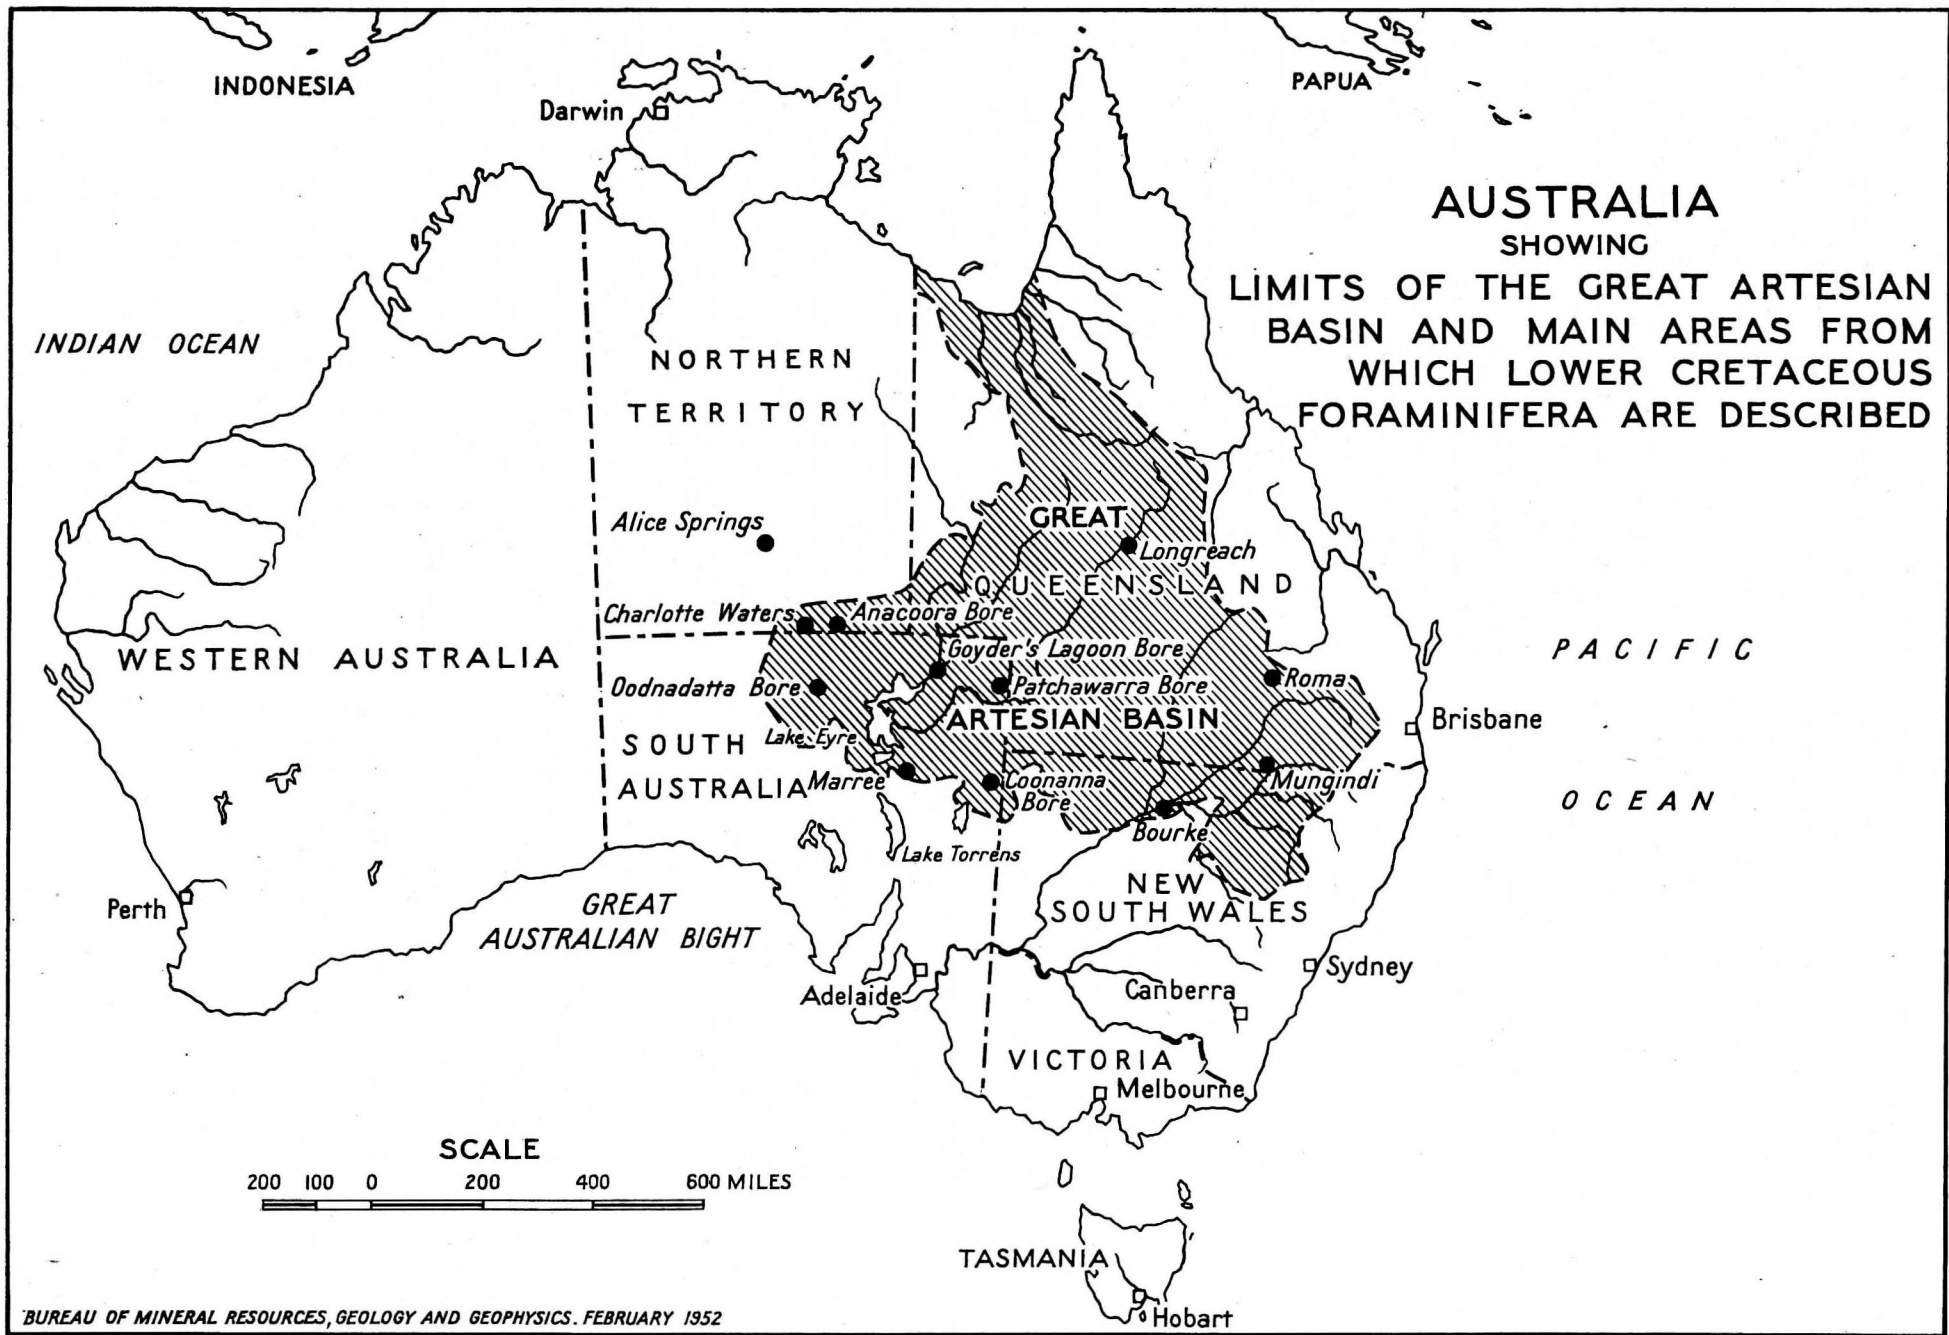 INDONESIA
PAPUA
Darwin
AUSTRALIA
SHOWING
LIMITS OF THE GREAT ARTESIAN
BASIN AND MAIN AREAS FROM
WHICH LOWER CRETACEOUS
FORAMINIFERA ARE DESCRIBED
INDIAN OCEAN
NORTHERN
TERRITORY
Alice Springs
GREAT
Longreach
QUEENSLAND
Charlotte Waters
Anacoora Bore
WESTERN AUSTRALIA
Goyder's Lagoon Bore
PACIFIC
Oodnadatta Bore
Patchawarra Bore
Roma
ARTESIAN BASIN
Brisbane
Lake Eyre
SOUTH
AUSTRALIA
Marree
Coonanna
Bore
Mungindi
OCEAN
Bourke
Lake Torrens
NEW
SOUTH WALES
Perth
GREAT
AUSTRALIAN BIGHT
Sydney
Adelaide
Canberra
VICTORIA
Melbourne
SCALE
200 100 0 200 400 600 MILES
TASMANIA
Hobart
BUREAU OF MINERAL RESOURCES, GEOLOGY AND GEOPHYSICS. FEBRUARY 1952